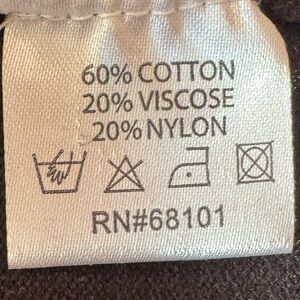 60% COTTON
20% VISCOSE
20% NYLON
RN#68101